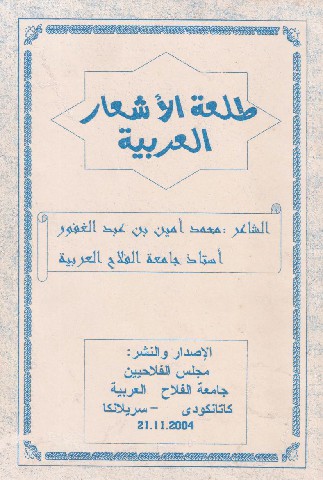 طلعة الأشعار
العربية
الشاعر : محمد أمين بن عبد الغفور
أستاذ جامعة الفلاح العربية
الإصدار والنشر:
مجلس الفلاحيين
جامعة الفلاح العربية
كاتانكودي - سريلانكا
21.11.2004